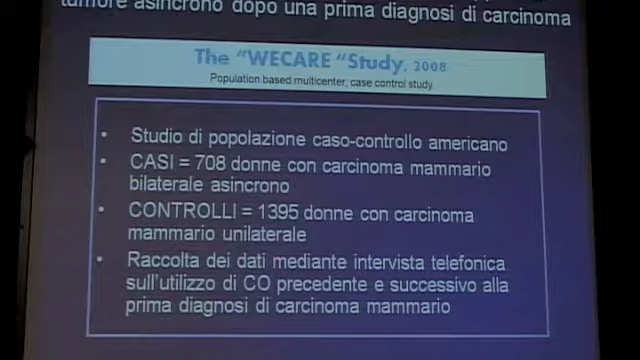 tumore asincrono dopo una prima diagnosi di carcinoma
The "WECARE "Study, 2008
Population based multicenter, case control study
• Studio di popolazione caso-controllo americano
• CASI = 708 donne con carcinoma mammario
bilaterale asincrono
• CONTROLLI = 1395 donne con carcinoma
mammario unilaterale
• Raccolta dei dati mediante intervista telefonica
sull'utilizzo di CO precedente e successivo alla
prima diagnosi di carcinoma mammario